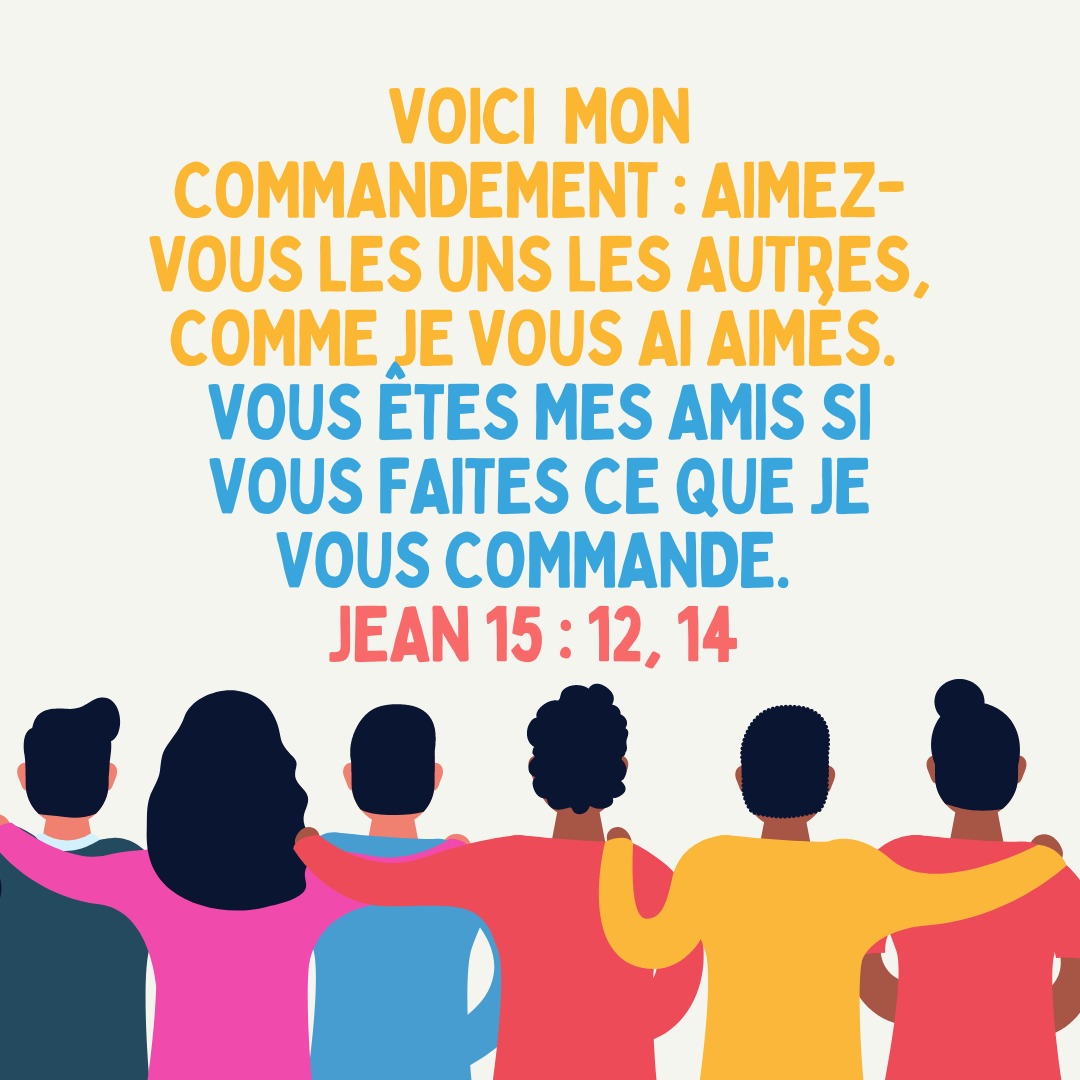 VOICI MON
COMMANDEMENT : AIMEZ-
VOUS LES UNS LES AUTRES,
COMME JE VOUS AI AIMÉS.
VOUS ÊTES MES AMIS SI
VOUS FAITES CE QUE JE
VOUS COMMANDE.
JEAN 15 : 12, 14